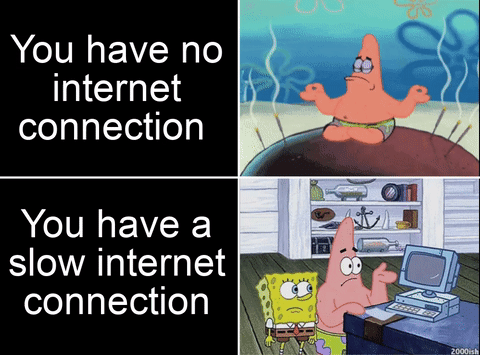 You have no
internet
connection
You have a
slow internet
connection
2000ish